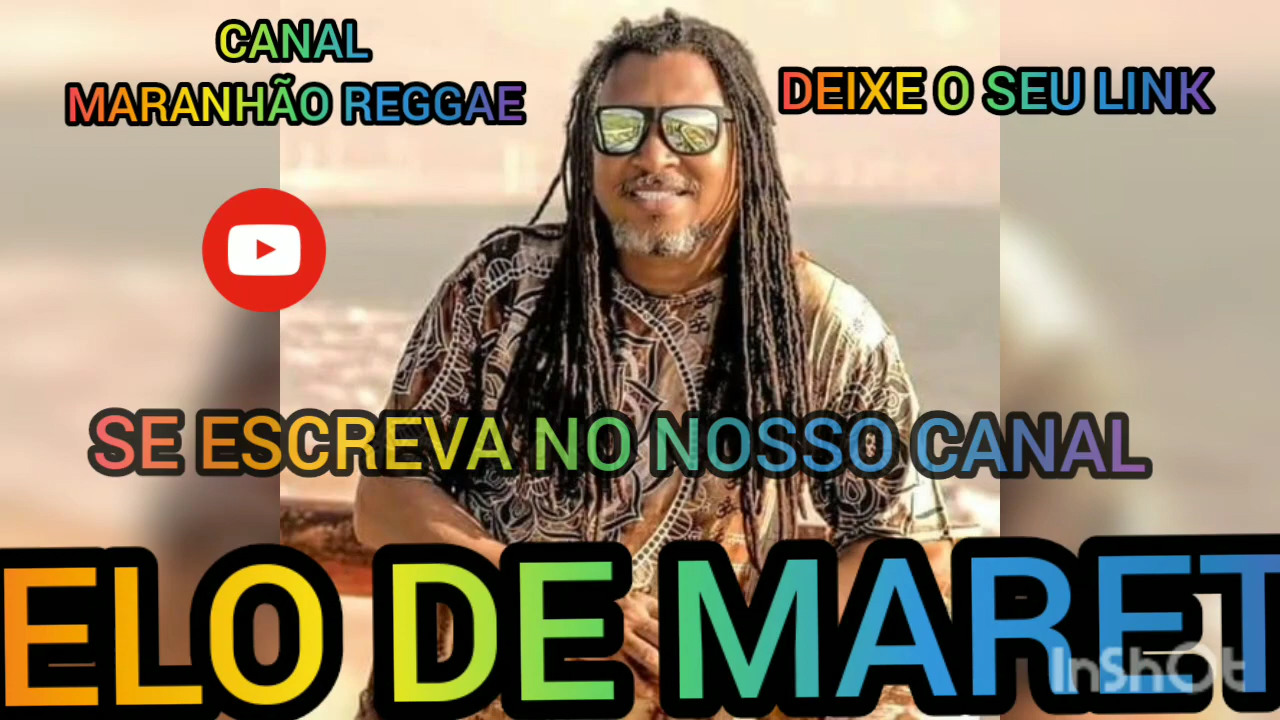 CANAL
MARANHÃO REGGAE
DEIXE O SEU LINK
SE ESCREVA NO NOSSO CANAL
ELO DE MARET
InShOt